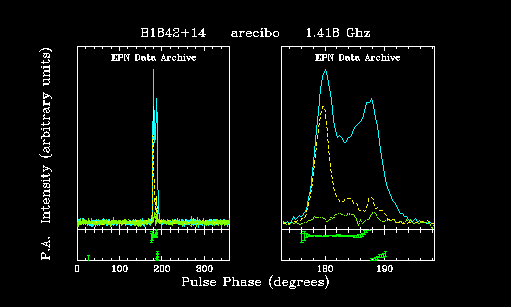 B1842+14 arecibo 1.418 Ghz
EPN Data Archive
EPN Data Archive
P.A. Intensity (arbitrary units)
0 100 200 300
180 190
Pulse Phase (degrees)